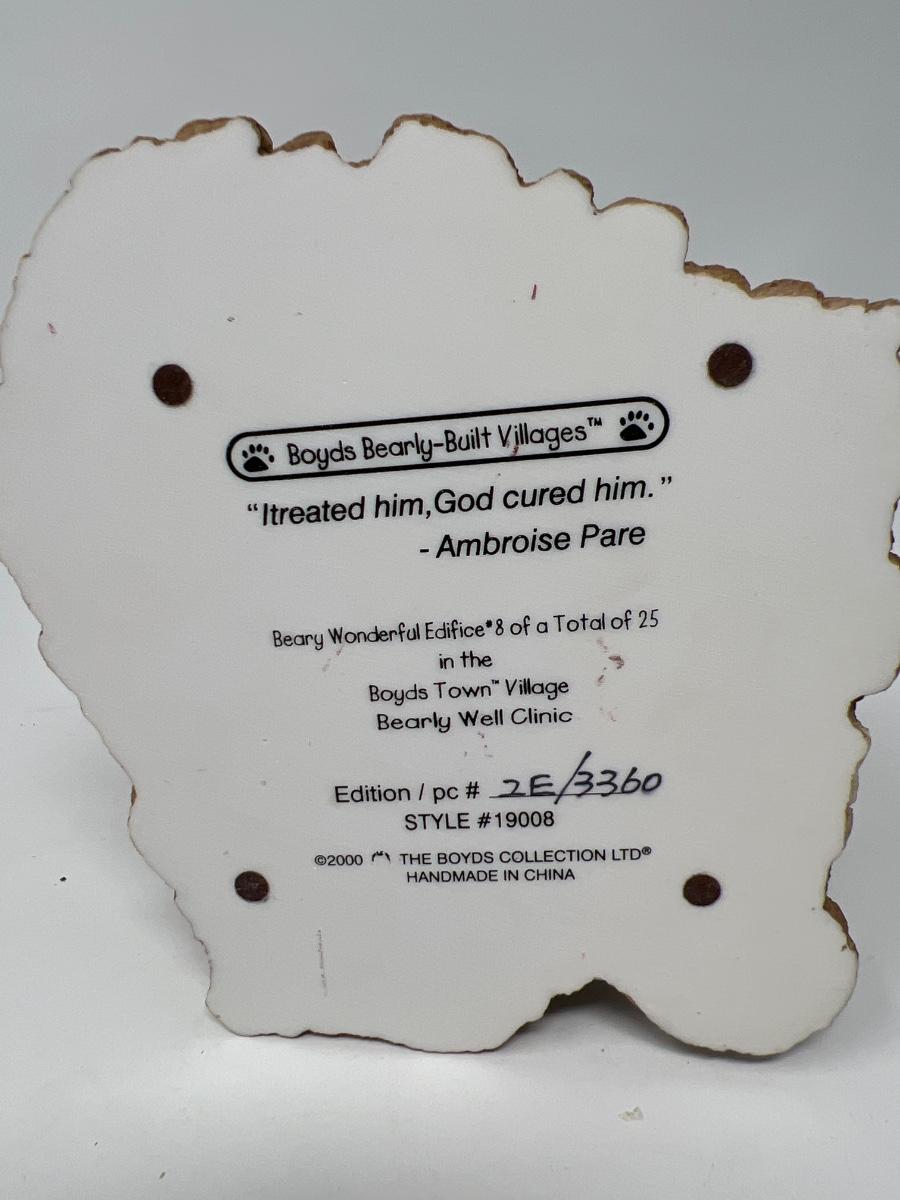 Boyds Bearly-Built Villages™
"Itreated him,God cured him."
- Ambroise Pare
Beary Wonderful Edifice#8 of a Total of 25
in the
Boyds Town™ Village
Bearly Well Clinic
Edition / pc # 2E/3360
STYLE #19008
©2000 THE BOYDS COLLECTION LTD®
HANDMADE IN CHINA